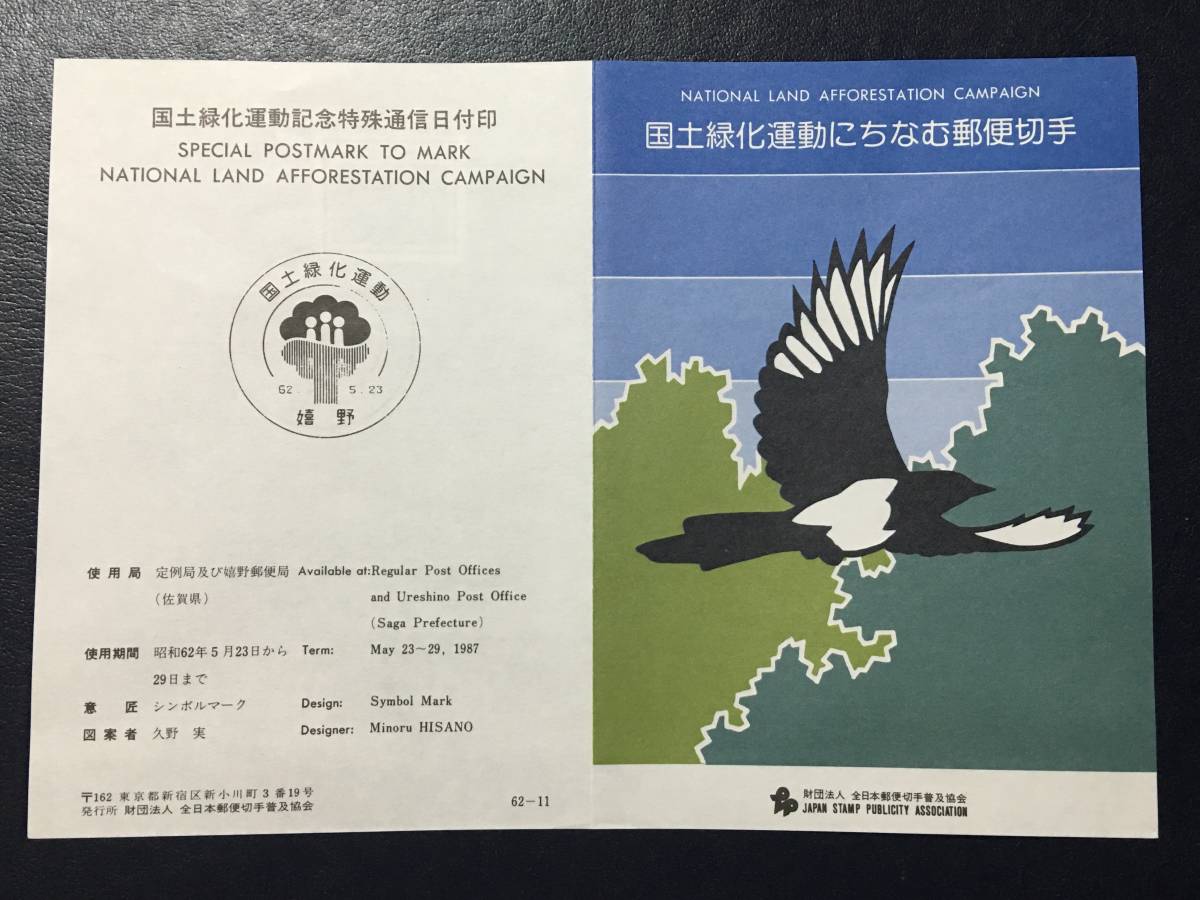 国土緑化運動記念特殊通信日付印
SPECIAL POSTMARK TO MARK
NATIONAL LAND AFFORESTATION CAMPAIGN
国土緑化運動
62. 5. 23
嬉野
使用局 定例局及び嬉野郵便局 Available at: Regular Post Offices
(佐賀県) and Ureshino Post Office
(Saga Prefecture)
使用期間 昭和62年5月23日から Term: May 23~29, 1987
29日まで
意匠 シンボルマーク Design: Symbol Mark
図案者 久野 実 Designer: Minoru HISANO
〒162 東京都新宿区新小川町3番19号
発行所 財団法人 全日本郵便切手普及協会
62-11
NATIONAL LAND AFFORESTATION CAMPAIGN
国土緑化運動にちなむ郵便切手
財団法人 全日本郵便切手普及協会
JAPAN STAMP PUBLICITY ASSOCIATION